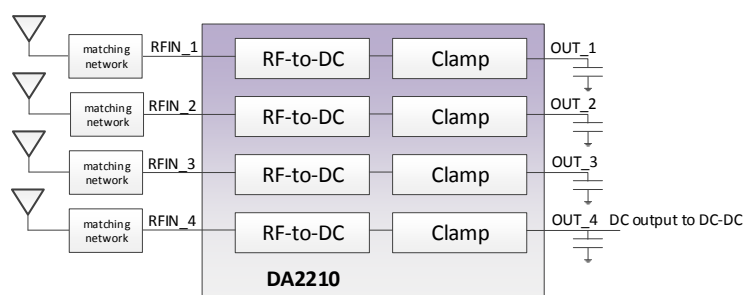 matching network
RFIN_1
RF-to-DC
Clamp
OUT_1
matching network
RFIN_2
RF-to-DC
Clamp
OUT_2
matching network
RFIN_3
RF-to-DC
Clamp
OUT_3
matching network
RFIN_4
RF-to-DC
Clamp
OUT_4
DC output to DC-DC
DA2210